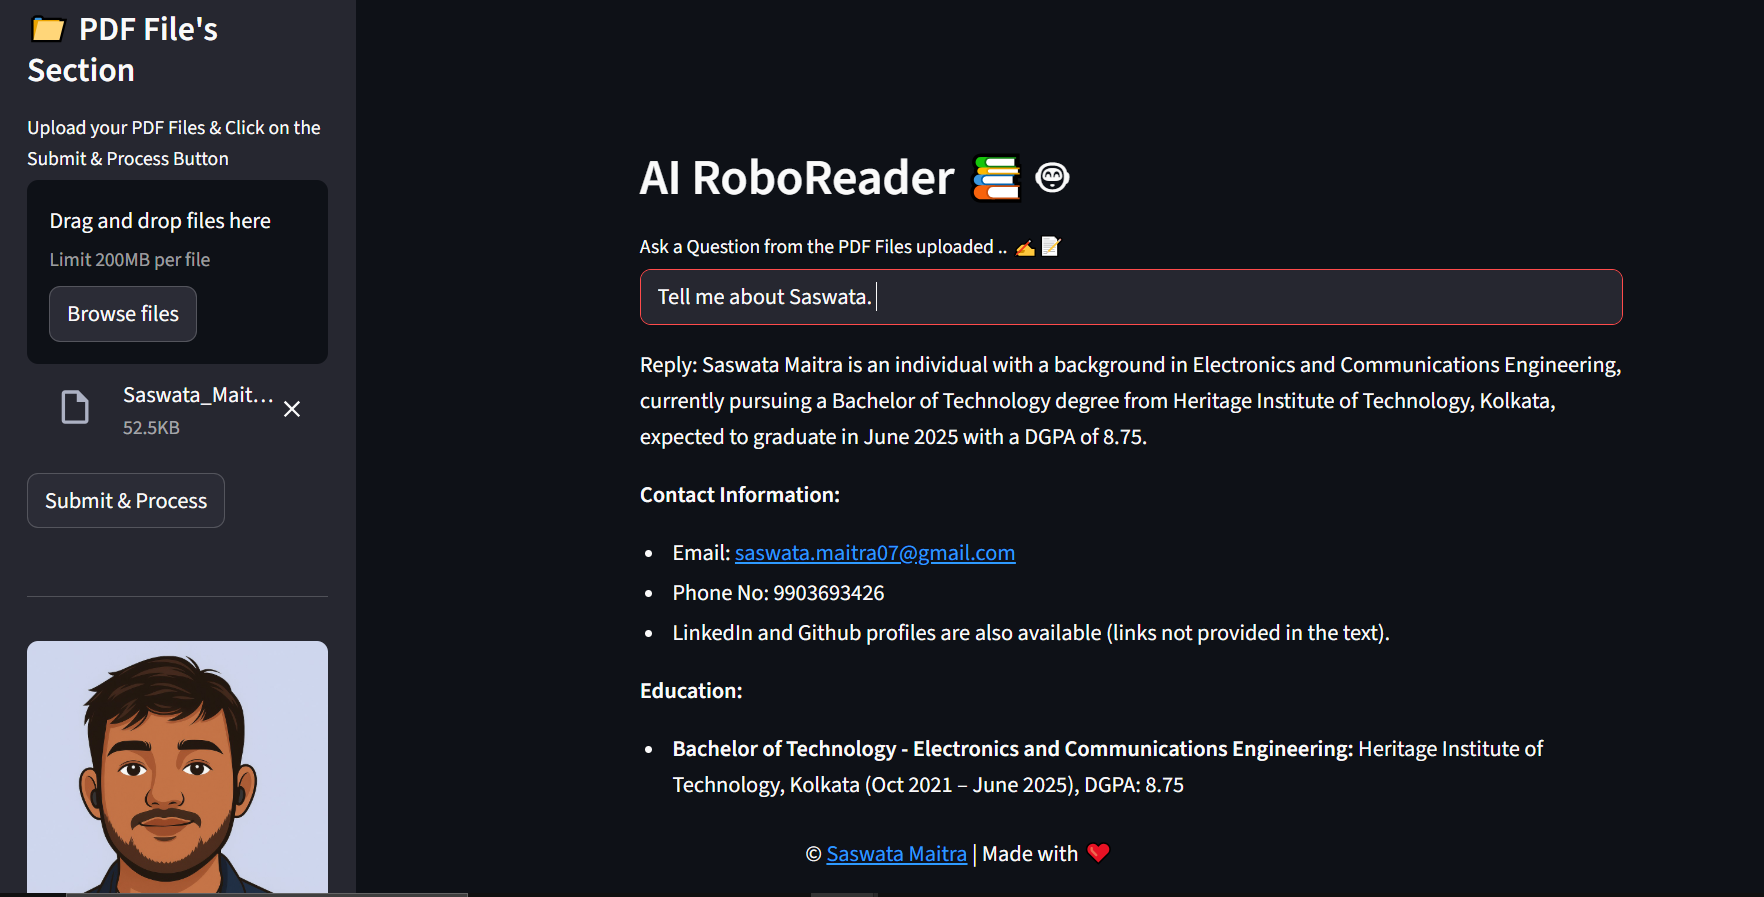 📁 PDF File's
Section
Upload your PDF Files & Click on the
Submit & Process Button
Drag and drop files here
Limit 200MB per file
Browse files
Saswata_Mait...
52.5KB
Submit & Process
AI RoboReader 📚
Ask a Question from the PDF Files uploaded .. ✍️📝
Tell me about Saswata.
Reply: Saswata Maitra is an individual with a background in Electronics and Communications Engineering,
currently pursuing a Bachelor of Technology degree from Heritage Institute of Technology, Kolkata,
expected to graduate in June 2025 with a DGPA of 8.75.
Contact Information:
• Email: saswata.maitra07@gmail.com
• Phone No: 9903693426
• LinkedIn and Github profiles are also available (links not provided in the text).
Education:
• Bachelor of Technology - Electronics and Communications Engineering: Heritage Institute of
Technology, Kolkata (Oct 2021 – June 2025), DGPA: 8.75
© Saswata Maitra | Made with ❤️